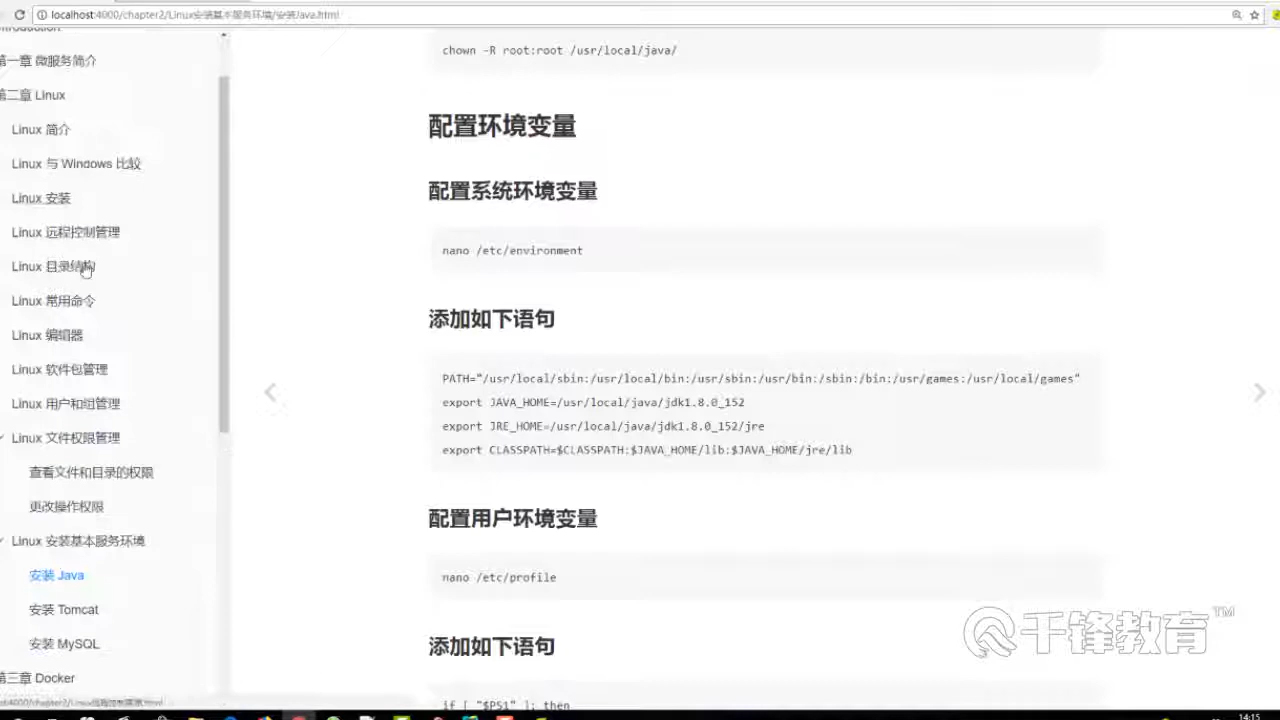 localhost:4000/chapter2/Linux安装基本服务环境/安装Java.html
Introduction
第一章 微服务简介
第二章 Linux
Linux 简介
Linux 与 Windows 比较
Linux 安装
Linux 远程控制管理
Linux 目录结构
Linux 常用命令
Linux 编辑器
Linux 软件包管理
Linux 用户和组管理
Linux 文件权限管理
查看文件和目录的权限
更改操作权限
Linux 安装基本服务环境
安装 Java
安装 Tomcat
安装 MySQL
第三章 Docker
chown -R root:root /usr/local/java/
配置环境变量
配置系统环境变量
nano /etc/environment
添加如下语句
PATH="/usr/local/sbin:/usr/local/bin:/usr/sbin:/usr/bin:/sbin:/bin:/usr/games:/usr/local/games"
export JAVA_HOME=/usr/local/java/jdk1.8.0_152
export JRE_HOME=/usr/local/java/jdk1.8.0_152/jre
export CLASSPATH=$CLASSPATH:$JAVA_HOME/lib:$JAVA_HOME/jre/lib
配置用户环境变量
nano /etc/profile
添加如下语句
if [ "$PS1" ]; then
千锋教育™
14:15